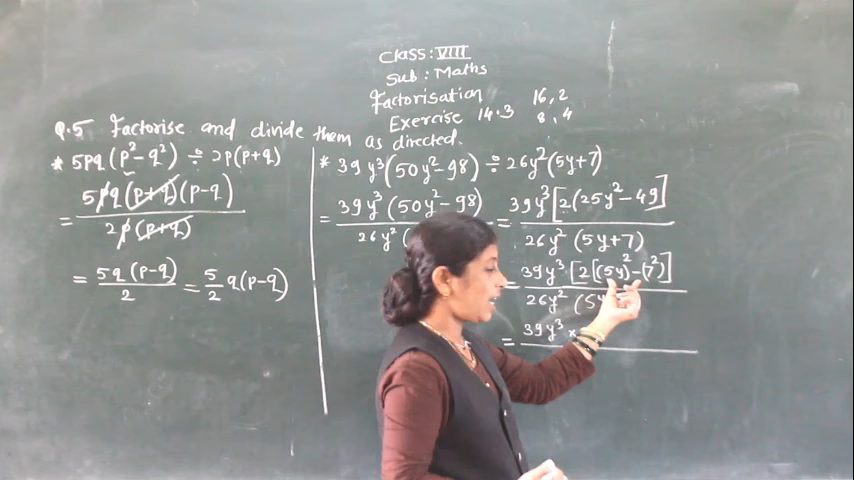 Class : VIII
Sub : Maths
Factorisation 16, 2
Exercise 14.3 8, 4
Q.5 Factorise and divide them as directed.
* 5pq(p²-q²) ÷ 2p(p+q)
= 5pq(p+q)(p-q) / 2p(p+q)
= 5q(p-q) / 2 = 5/2 q(p-q)
* 39y³(50y²-98) ÷ 26y²(5y+7)
= 39y³(50y²-98) / 26y² ( = 39y³[2(25y²-49] / 26y² (5y+7)
= 39y³ [2[(5y)²-(7²)] / 26y² (5y
= 39y³ ×